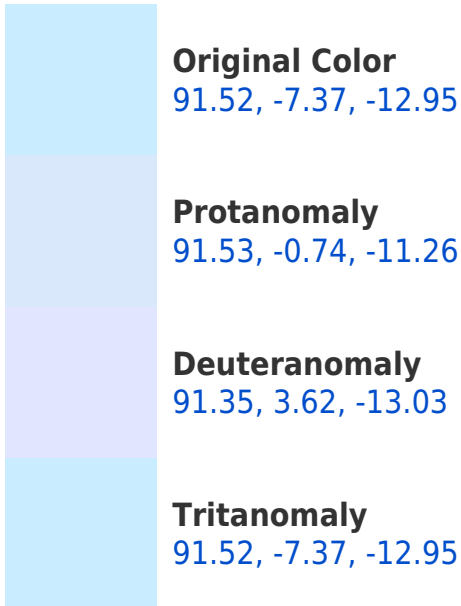 Original Color
91.52, -7.37, -12.95
Protanomaly
91.53, -0.74, -11.26
Deuteranomaly
91.35, 3.62, -13.03
Tritanomaly
91.52, -7.37, -12.95